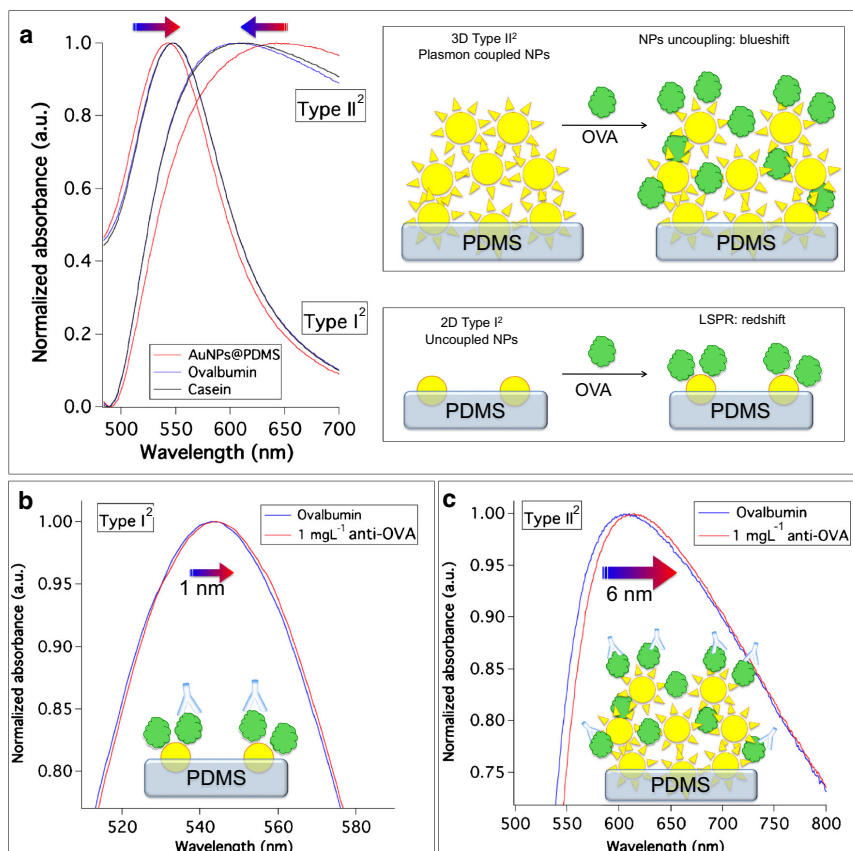 a
Normalized absorbance (a.u.)
1.0
0.8
0.6
0.4
0.2
0.0
500
550
600
650
700
Wavelength (nm)
Type II²
Type I²
AuNPs@PDMS
Ovalbumin
Casein
3D Type II²
Plasmon coupled NPs
NPs uncoupling: blueshift
OVA
PDMS
PDMS
2D Type I²
Uncoupled NPs
LSPR: redshift
OVA
PDMS
PDMS
b
Type I²
Ovalbumin
1 mgL⁻¹ anti-OVA
1 nm
Normalized absorbance (a.u.)
1.00
0.95
0.90
0.85
0.80
520
540
560
580
Wavelength (nm)
PDMS
c
Type II²
Ovalbumin
1 mgL⁻¹ anti-OVA
6 nm
Normalized absorbance (a.u.)
1.00
0.95
0.90
0.85
0.80
0.75
500
550
600
650
700
750
800
Wavelength (nm)
PDMS